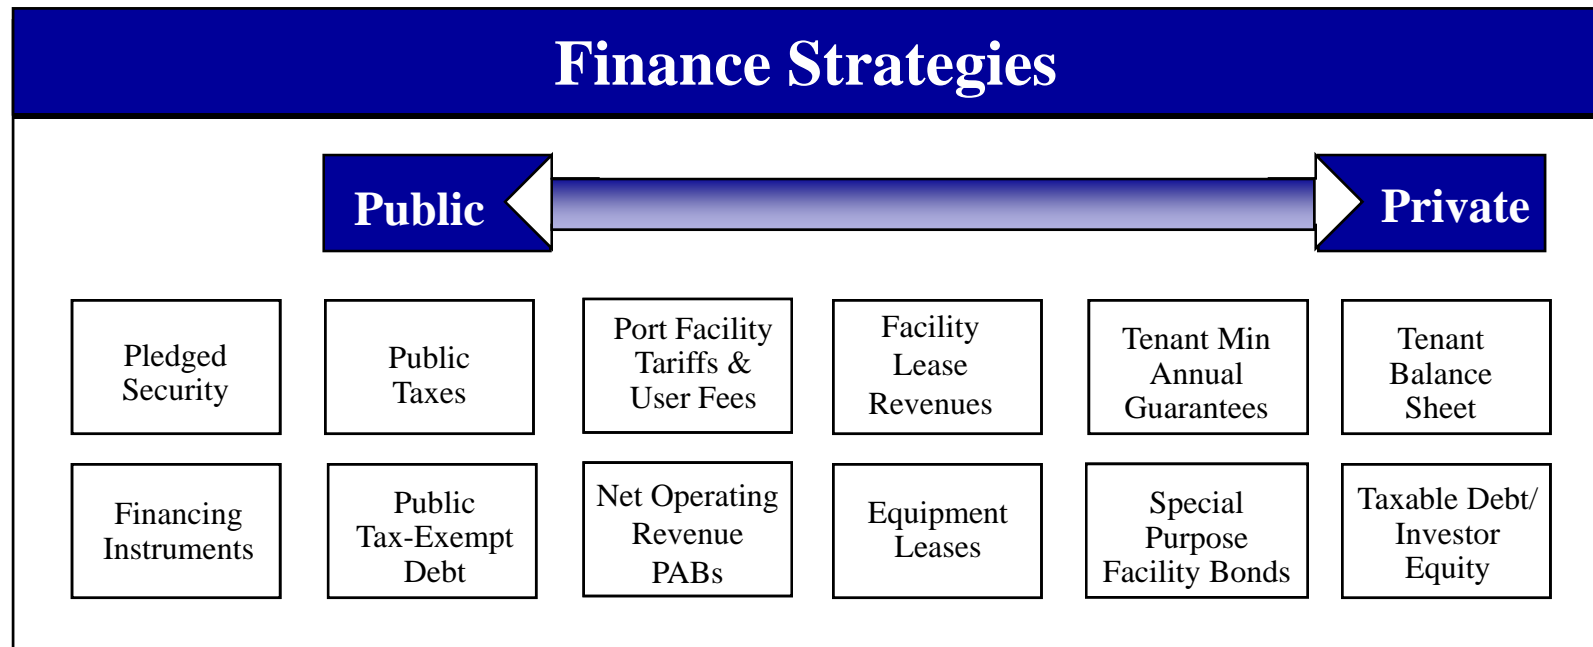 Finance Strategies
Public
Private
Pledged
Security
Public
Taxes
Port Facility
Tariffs &
User Fees
Facility
Lease
Revenues
Tenant Min
Annual
Guarantees
Tenant
Balance
Sheet
Financing
Instruments
Public
Tax-Exempt
Debt
Net Operating
Revenue
PABs
Equipment
Leases
Special
Purpose
Facility Bonds
Taxable Debt/
Investor
Equity